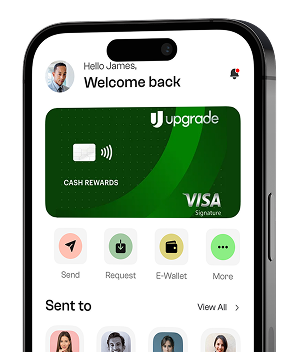 Hello James,
Welcome back
upgrade
CASH REWARDS
VISA
Signature
Send
Request
E-Wallet
More
Sent to
View All